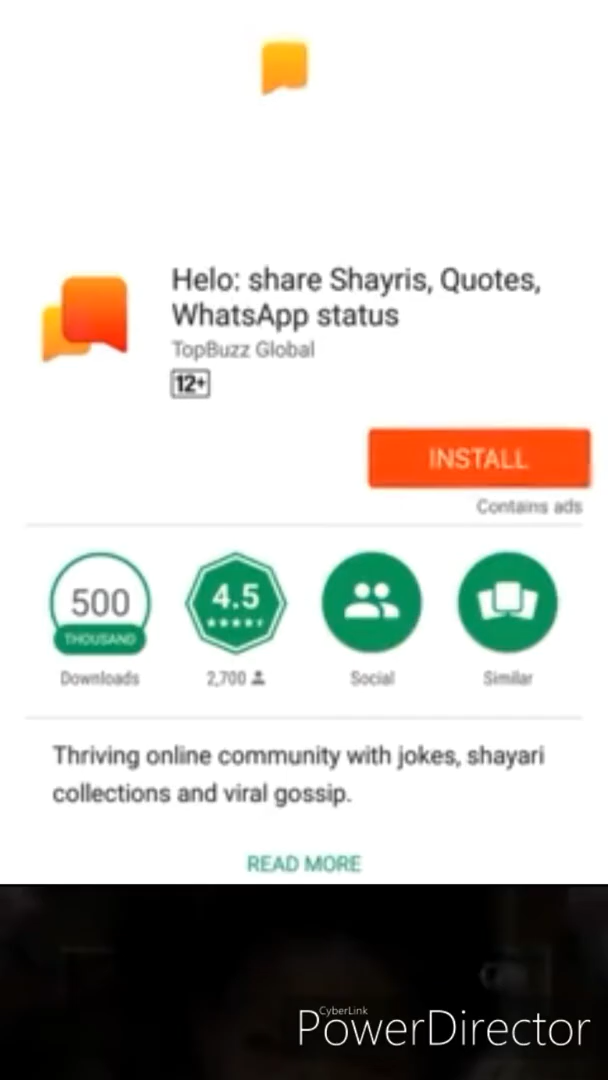 Helo: share Shayris, Quotes,
WhatsApp status
TopBuzz Global
12+
INSTALL
Contains ads
500
THOUSAND
4.5
Downloads
2,700
Social
Similar
Thriving online community with jokes, shayari
collections and viral gossip.
READ MORE
CyberLink
PowerDirector